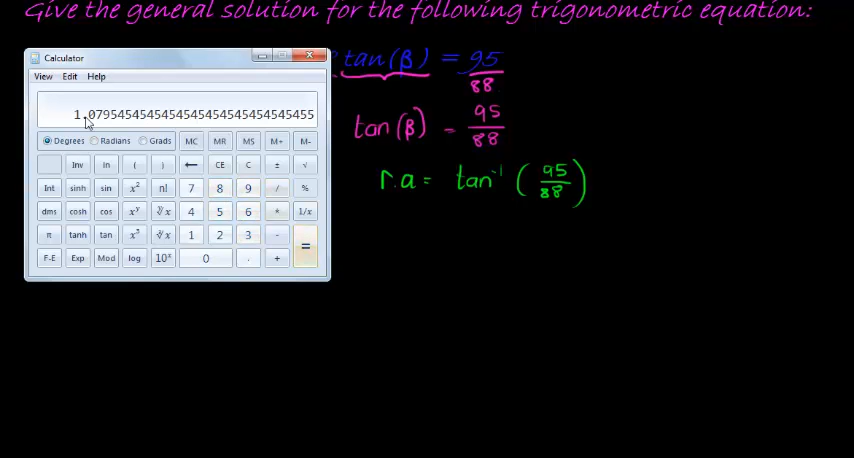 Give the general solution for the following trigonometric equation:
tan(β) = 95
88
tan(β) = 95
88
r.a = tan⁻¹ (95
88)
Calculator
View Edit Help
1.0795454545454545454545454545455
Degrees Radians Grads MC MR MS M+ M-
Inv ln ( ) ← CE C ± √
Int sinh sin x² n! 7 8 9 / %
dms cosh cos xʸ ʸ√x 4 5 6 * 1/x
π tanh tan x³ ³√x 1 2 3 - =
F-E Exp Mod log 10ˣ 0 . +